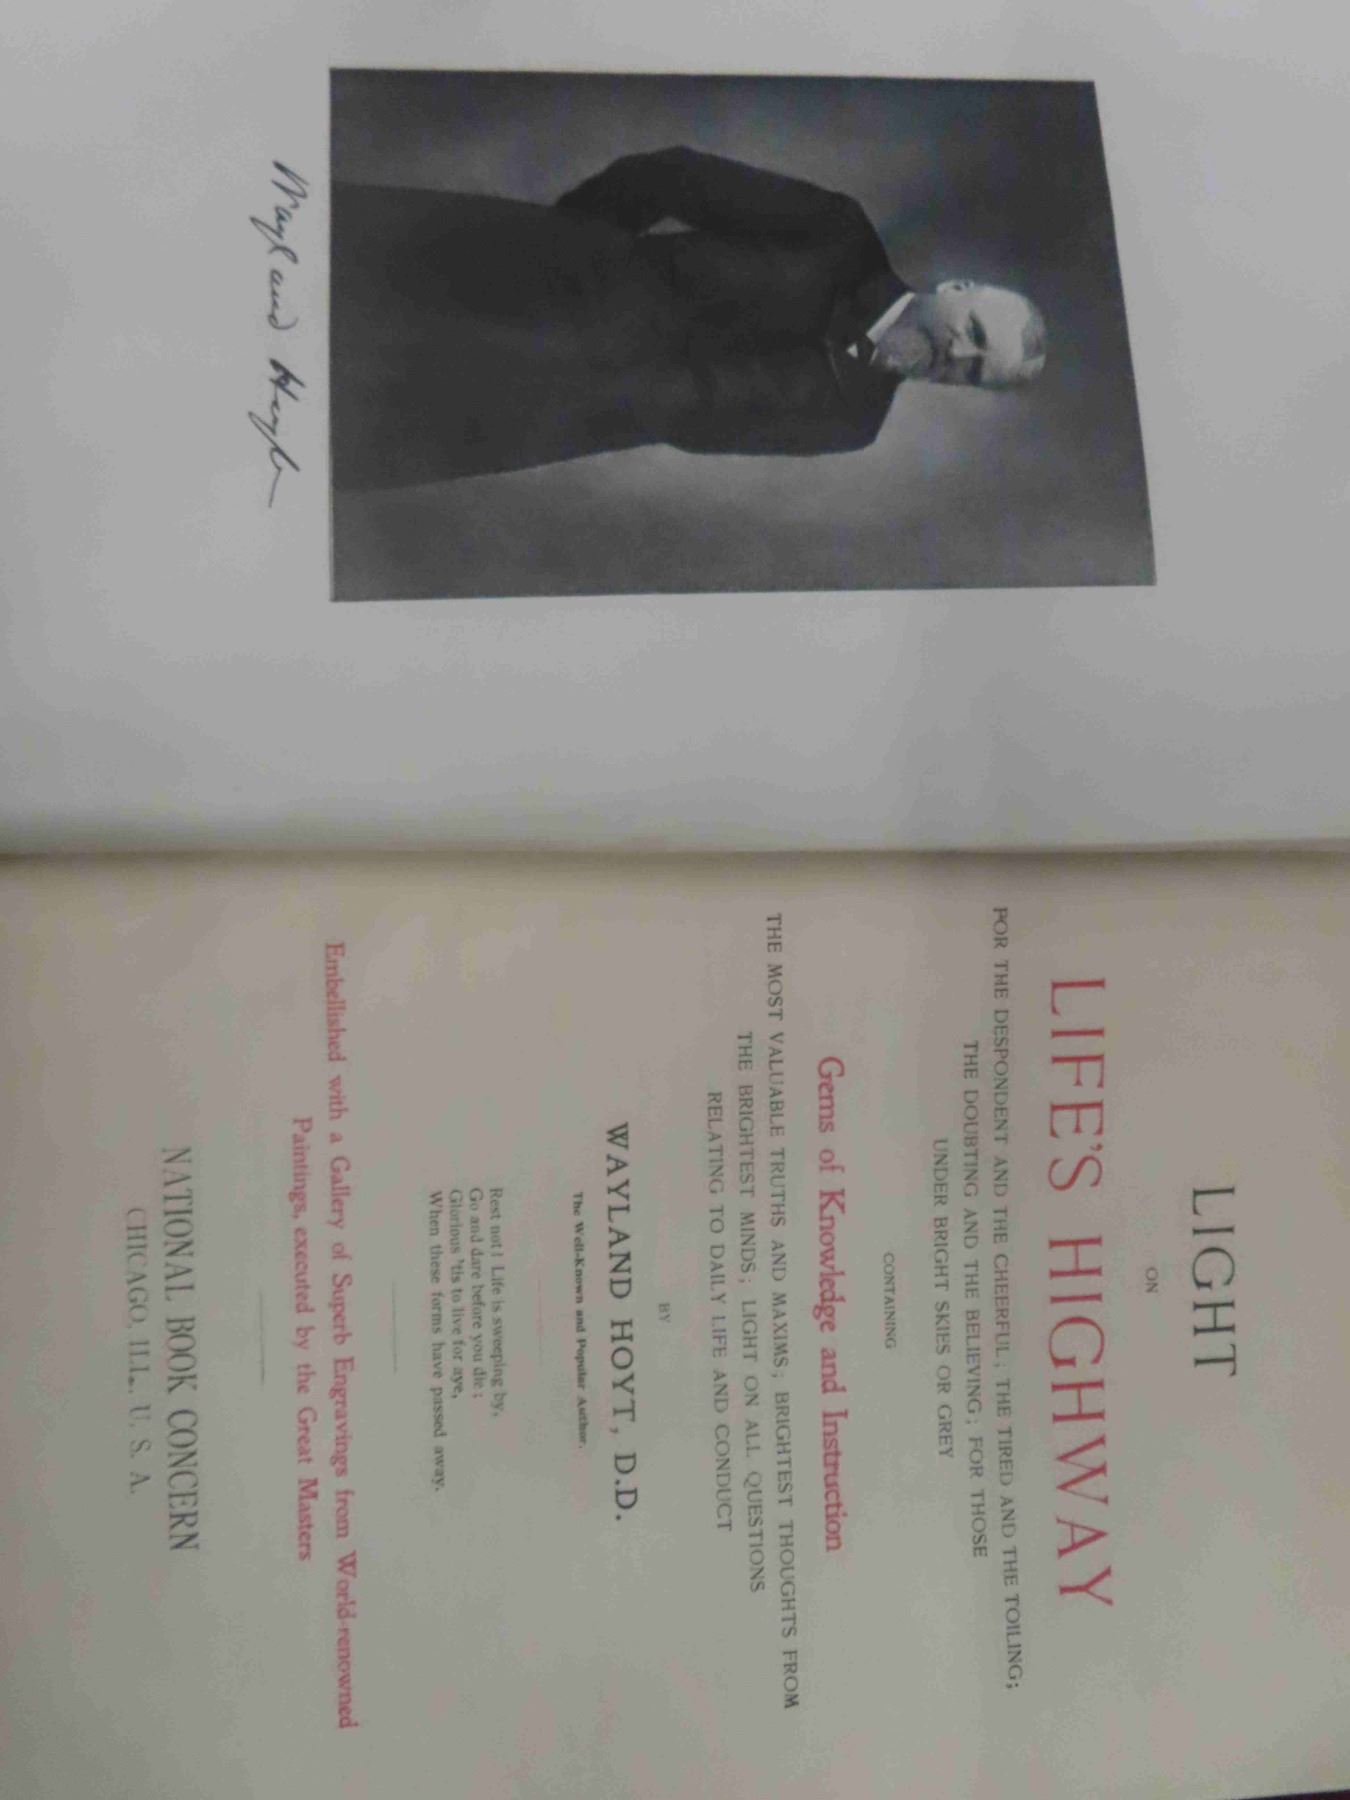 Wayland Hoyt
LIGHT
ON
LIFE'S HIGHWAY
FOR THE DESPONDENT AND THE CHEERFUL; THE TIRED AND THE TOILING;
THE DOUBTING AND THE BELIEVING; FOR THOSE
UNDER BRIGHT SKIES OR GREY
CONTAINING
Gems of Knowledge and Instruction
THE MOST VALUABLE TRUTHS AND MAXIMS; BRIGHTEST THOUGHTS FROM
THE BRIGHTEST MINDS; LIGHT ON ALL QUESTIONS
RELATING TO DAILY LIFE AND CONDUCT
BY
WAYLAND HOYT, D.D.
The Well-Known and Popular Author.
Rest not! Life is sweeping by,
Go and dare before you die;
Glorious 'tis to live for aye,
When these forms have passed away.
Embellished with a Gallery of Superb Engravings from World-renowned
Paintings, executed by the Great Masters
NATIONAL BOOK CONCERN
CHICAGO, ILL., U. S. A.